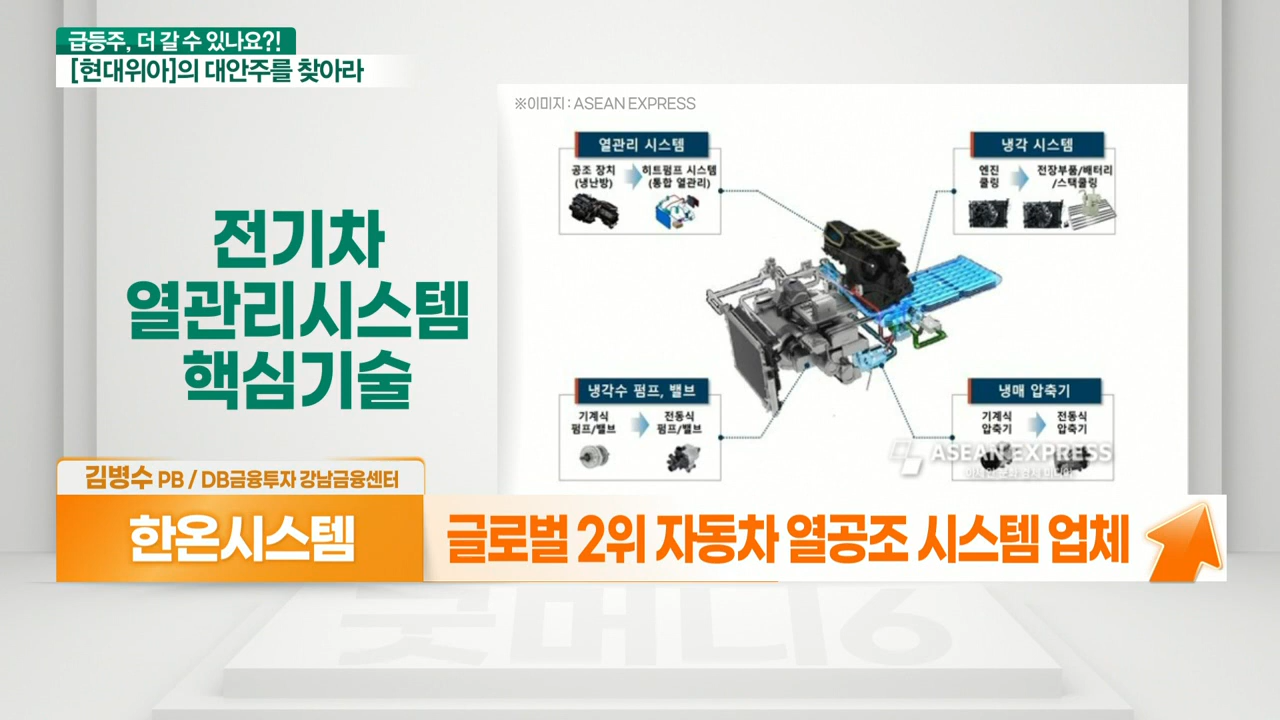 급등주, 더 갈 수 있나요?!
[현대위아]의 대안주를 찾아라
※이미지 : ASEAN EXPRESS
전기차
열관리시스템
핵심기술
열관리 시스템
공조 장치
(냉난방)
히트펌프 시스템
(통합 열관리)
냉각 시스템
엔진
쿨링
전장부품/배터리
/스택쿨링
냉각수 펌프, 밸브
기계식
펌프/밸브
전동식
펌프/밸브
냉매 압축기
기계식
압축기
전동식
압축기
ASEAN EXPRESS
김병수 PB / DB금융투자 강남금융센터
한온시스템
글로벌 2위 자동차 열공조 시스템 업체
굿머니6